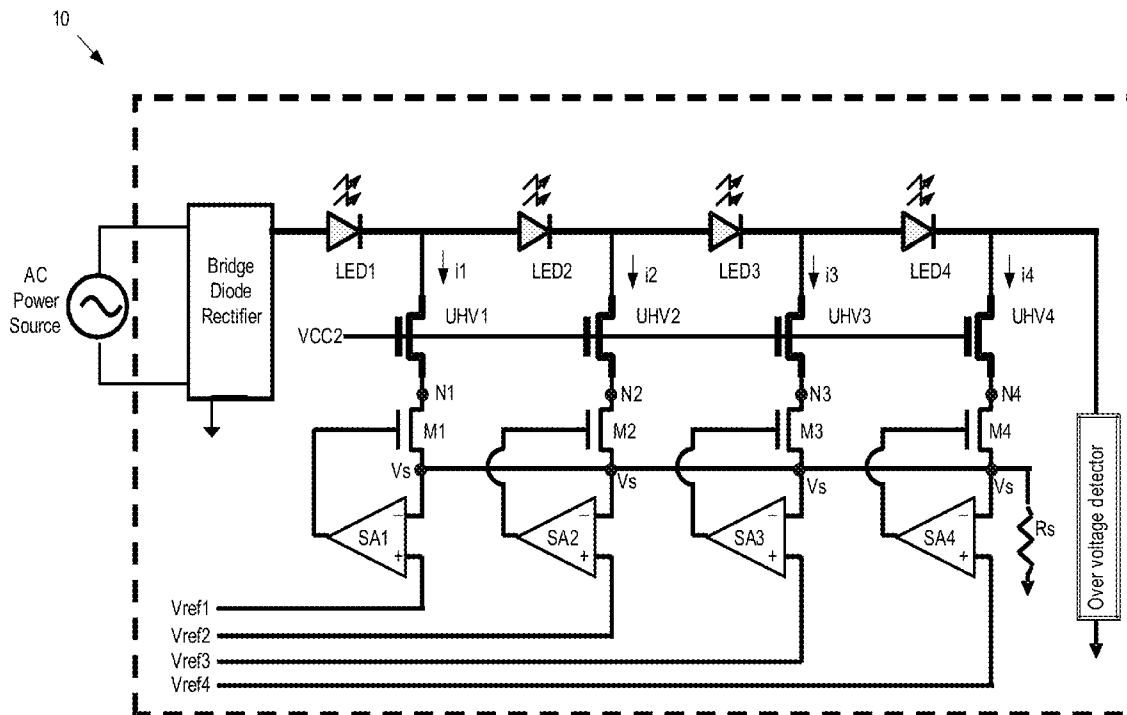 10
LED1
LED2
LED3
LED4
AC
Power
Source
Bridge
Diode
Rectifier
i1
i2
i3
i4
VCC2
UHV1
UHV2
UHV3
UHV4
N1
N2
N3
N4
M1
M2
M3
M4
Vs
Vs
Vs
Vs
SA1
SA2
SA3
SA4
−
+
−
+
−
+
−
+
Rs
Over voltage detector
Vref1
Vref2
Vref3
Vref4